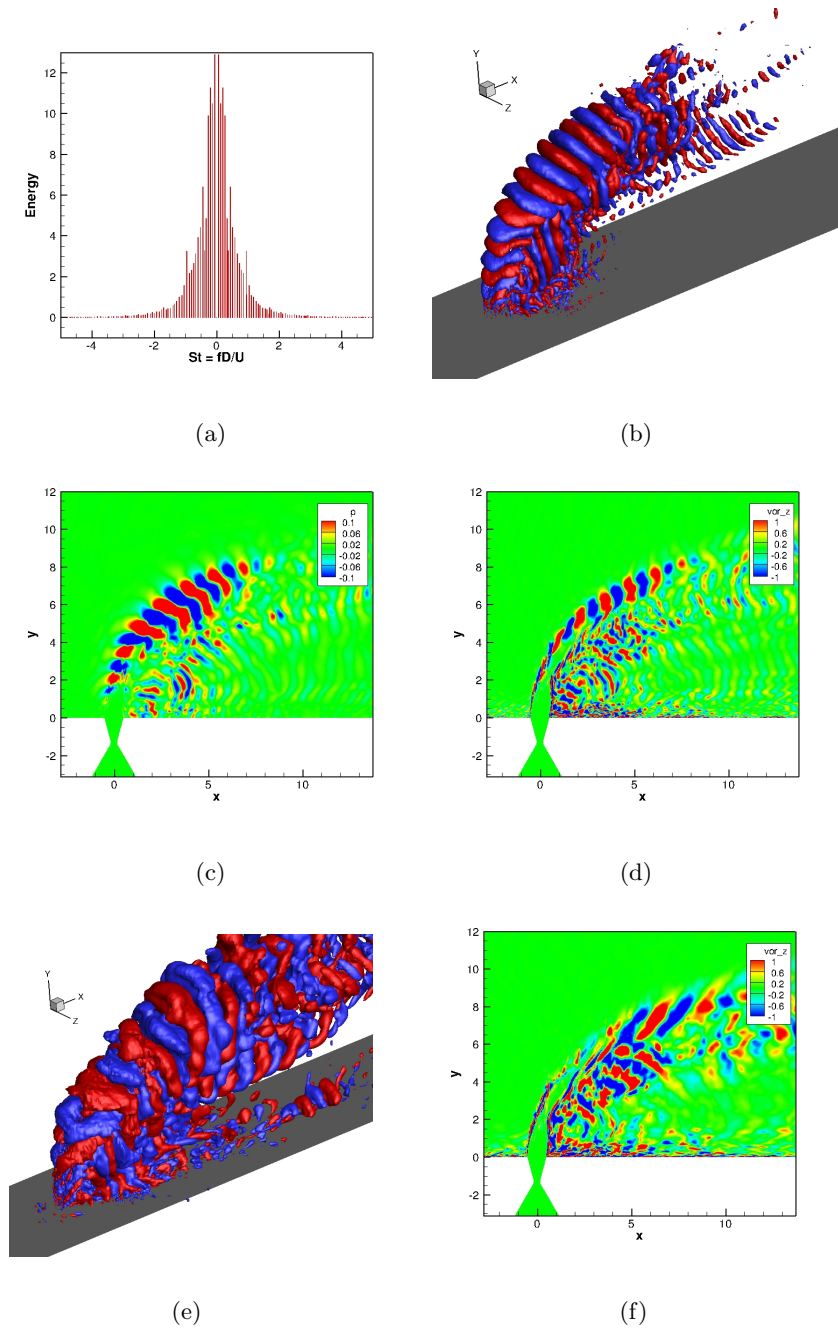 12
10
8
6
4
2
0
Energy
-4 -2 0 2 4
St = fD/U
(a)
Y
X
Z
(b)
12
10
8
6
4
2
0
-2
y
0 5 10
x
p
0.1
0.06
0.02
-0.02
-0.06
-0.1
(c)
12
10
8
6
4
2
0
-2
y
0 5 10
x
vor_z
1
0.6
0.2
-0.2
-0.6
-1
(d)
Y
X
Z
(e)
12
10
8
6
4
2
0
-2
y
0 5 10
x
vor_z
1
0.6
0.2
-0.2
-0.6
-1
(f)